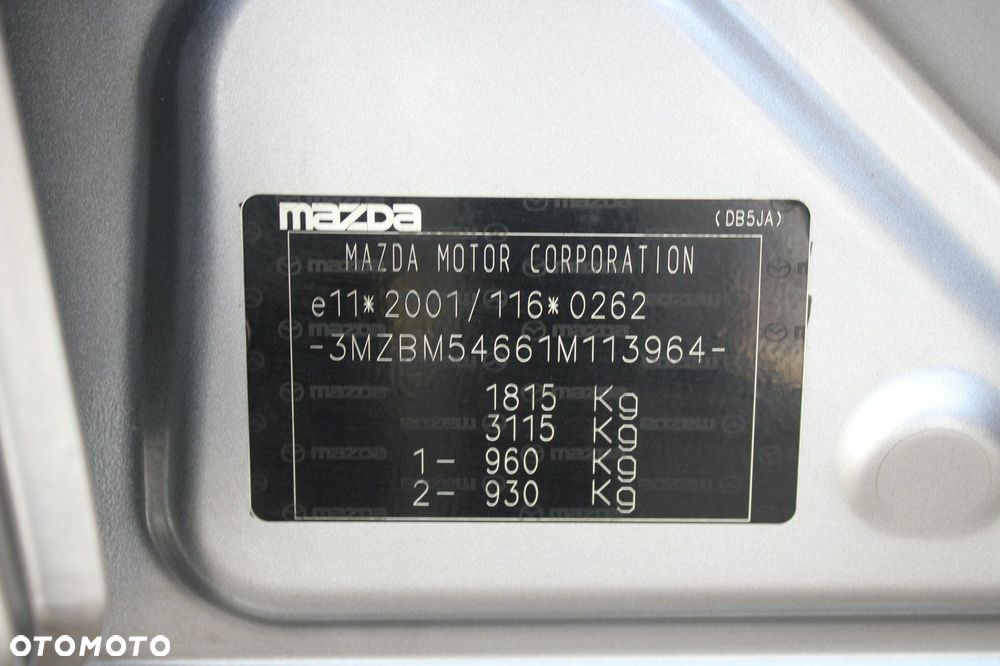 mazda
(DB5JA)
MAZDA MOTOR CORPORATION
e11*2001/116*0262
-3MZBM54661M113964-
1815 Kg
3115 Kg
1- 960 Kg
2- 930 Kg
OTOMOTO